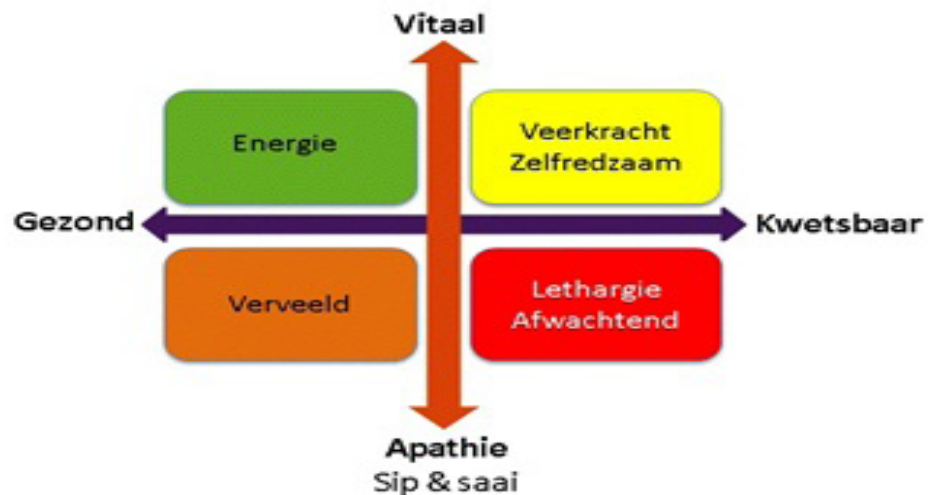 Vitaal
Energie
Veerkracht
Zelfredzaam
Gezond
Kwetsbaar
Verveeld
Lethargie
Afwachtend
Apathie
Sip & saai